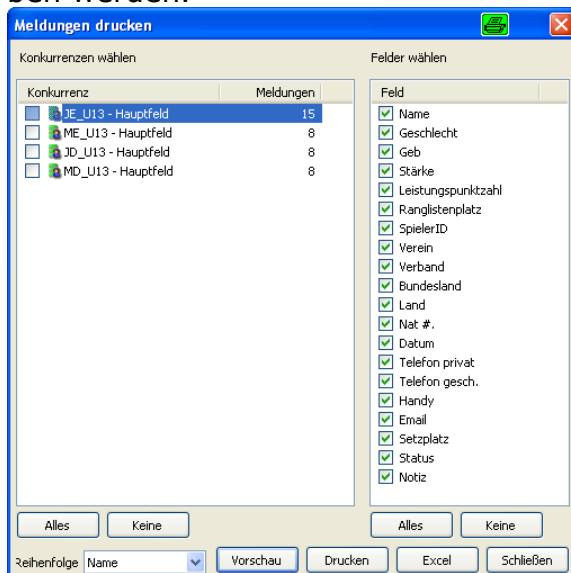 ben werden.
Meldungen drucken
Konkurrenzen wählen
Felder wählen
Konkurrenz Meldungen
JE_U13 - Hauptfeld 15
ME_U13 - Hauptfeld 8
JD_U13 - Hauptfeld 8
MD_U13 - Hauptfeld 8
Feld
Name
Geschlecht
Geb
Stärke
Leistungspunktzahl
Ranglistenplatz
SpielerID
Verein
Verband
Bundesland
Land
Nat #.
Datum
Telefon privat
Telefon gesch.
Handy
Email
Setzplatz
Status
Notiz
Alles Keine
Alles Keine
Reihenfolge Name Vorschau Drucken Excel Schließen